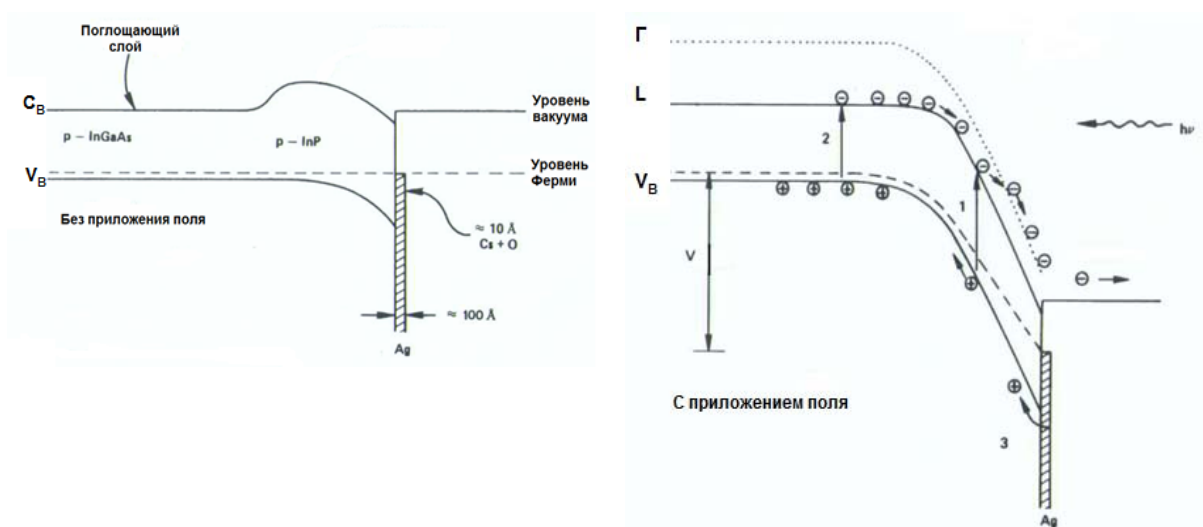 Поглощающий
слой
C_B
Уровень
вакуума
p – InGaAs
p – InP
V_B
Уровень
Ферми
Без приложения поля
≈ 10 Å
Cs + O
≈ 100 Å
Ag
Γ
L
hν
2
V_B
1
V
С приложением поля
3
Ag